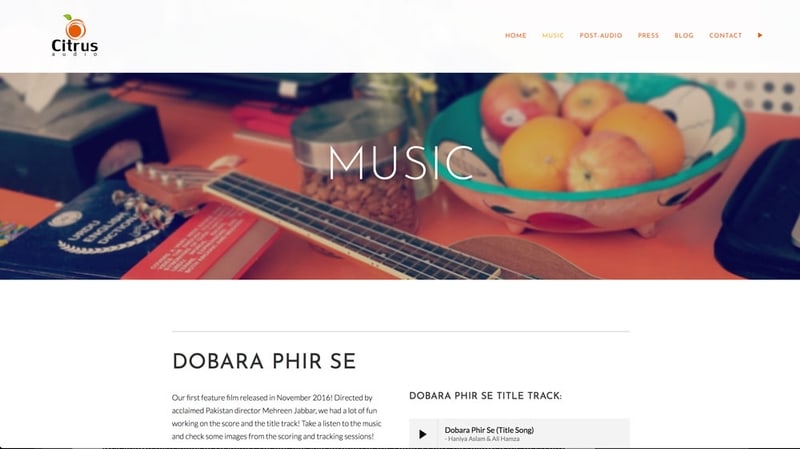 Citrus
audio
HOME MUSIC POST-AUDIO PRESS BLOG CONTACT
MUSIC
URDU
ENGLISH
DICTIONARY
DOBARA PHIR SE
Our first feature film released in November 2016! Directed by
acclaimed Pakistan director Mehreen Jabbar, we had a lot of fun
working on the score and the title track! Take a listen to the music
and check some images from the scoring and tracking sessions!
DOBARA PHIR SE TITLE TRACK:
Dobara Phir Se (Title Song)
- Haniya Aslam & Ali Hamza